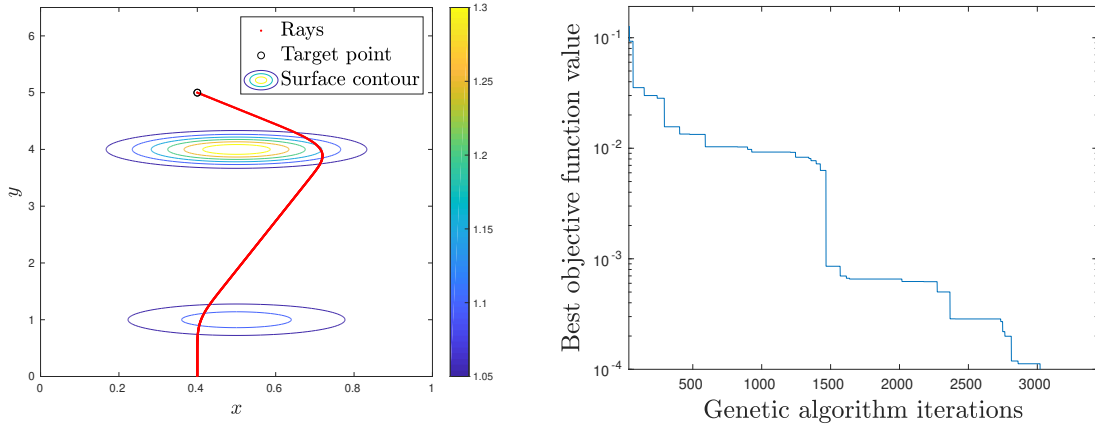 Rays
Target point
Surface contour
y
6
5
4
3
2
1
0
0 0.2 0.4 0.6 0.8 1
x
1.3
1.25
1.2
1.15
1.1
1.05
Best objective function value
10⁻¹
10⁻²
10⁻³
10⁻⁴
500 1000 1500 2000 2500 3000
Genetic algorithm iterations